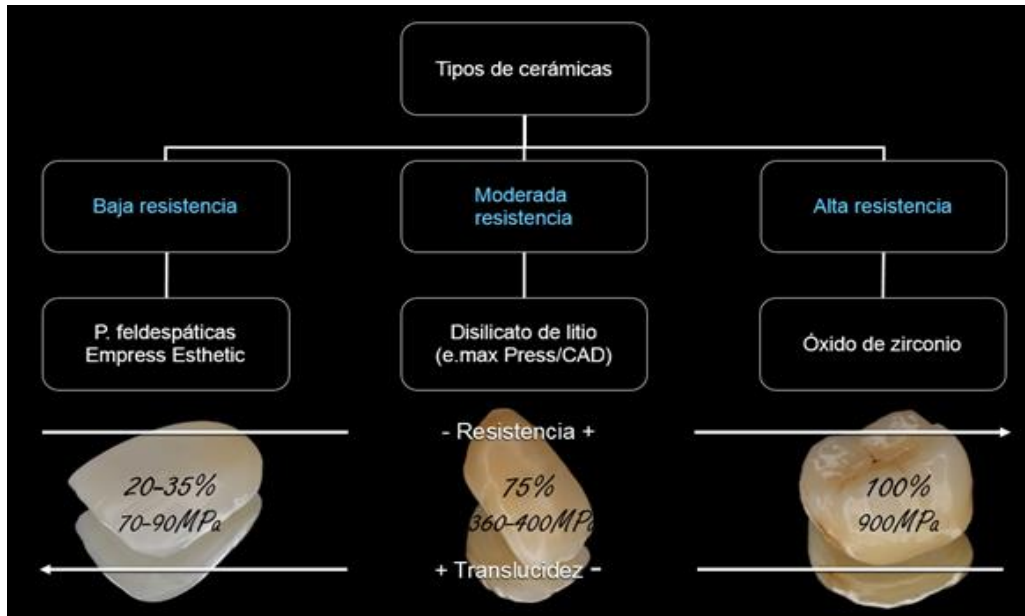 Tipos de cerámicas
Baja resistencia
Moderada
resistencia
Alta resistencia
P. feldespáticas
Empress Esthetic
Disilicato de litio
(e.max Press/CAD)
Óxido de zirconio
- Resistencia +
20-35%
70-90MPa
75%
360-400MPa
100%
900MPa
+ Translucidez -